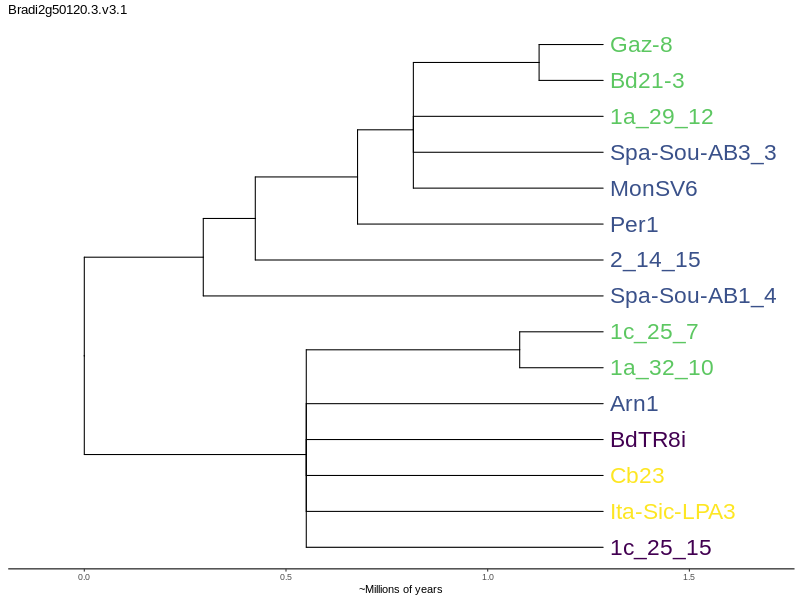 Bradi2g50120.3.v3.1
Gaz-8
Bd21-3
1a_29_12
Spa-Sou-AB3_3
MonSV6
Per1
2_14_15
Spa-Sou-AB1_4
1c_25_7
1a_32_10
Arn1
BdTR8i
Cb23
Ita-Sic-LPA3
1c_25_15
0.0 0.5 1.0 1.5
~Millions of years